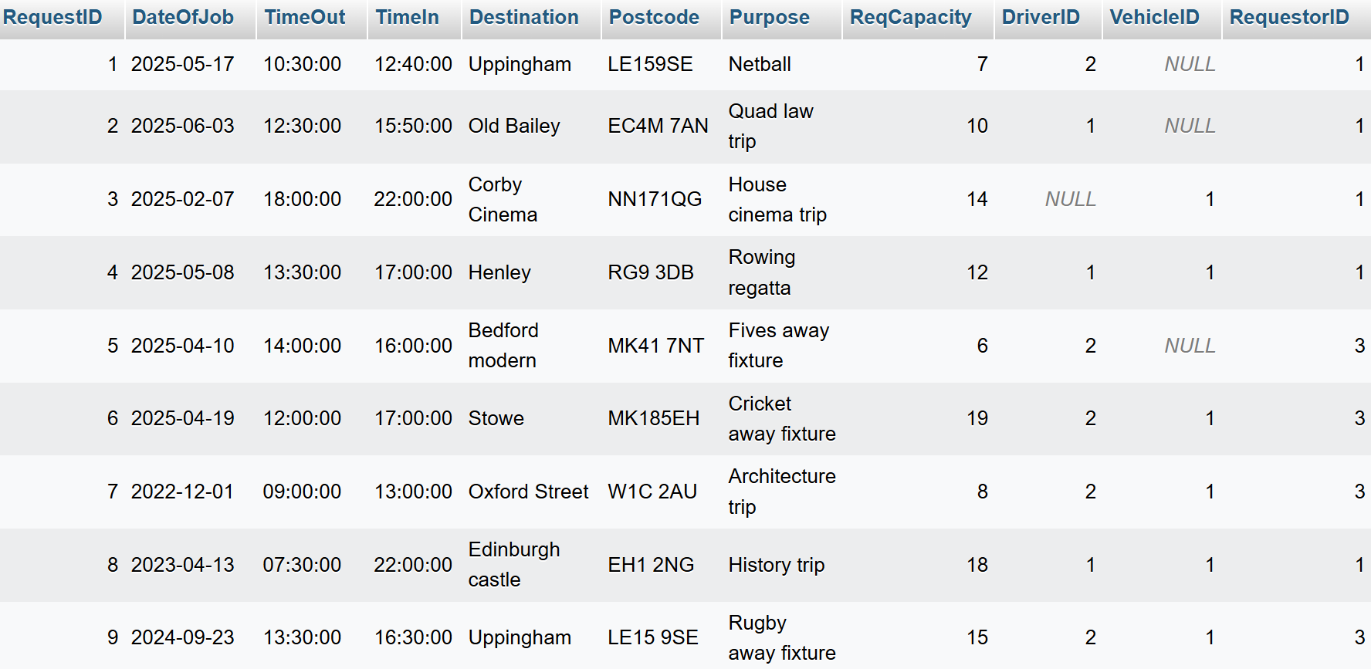 RequestID DateOfJob TimeOut TimeIn Destination Postcode Purpose ReqCapacity DriverID VehicleID RequestorID
1 2025-05-17 10:30:00 12:40:00 Uppingham LE159SE Netball 7 2 NULL 1
2 2025-06-03 12:30:00 15:50:00 Old Bailey EC4M 7AN Quad law trip 10 1 NULL 1
3 2025-02-07 18:00:00 22:00:00 Corby Cinema NN171QG House cinema trip 14 NULL 1 1
4 2025-05-08 13:30:00 17:00:00 Henley RG9 3DB Rowing regatta 12 1 1 1
5 2025-04-10 14:00:00 16:00:00 Bedford modern MK41 7NT Fives away fixture 6 2 NULL 3
6 2025-04-19 12:00:00 17:00:00 Stowe MK185EH Cricket away fixture 19 2 1 3
7 2022-12-01 09:00:00 13:00:00 Oxford Street W1C 2AU Architecture trip 8 2 1 3
8 2023-04-13 07:30:00 22:00:00 Edinburgh castle EH1 2NG History trip 18 1 1 1
9 2024-09-23 13:30:00 16:30:00 Uppingham LE15 9SE Rugby away fixture 15 2 1 3